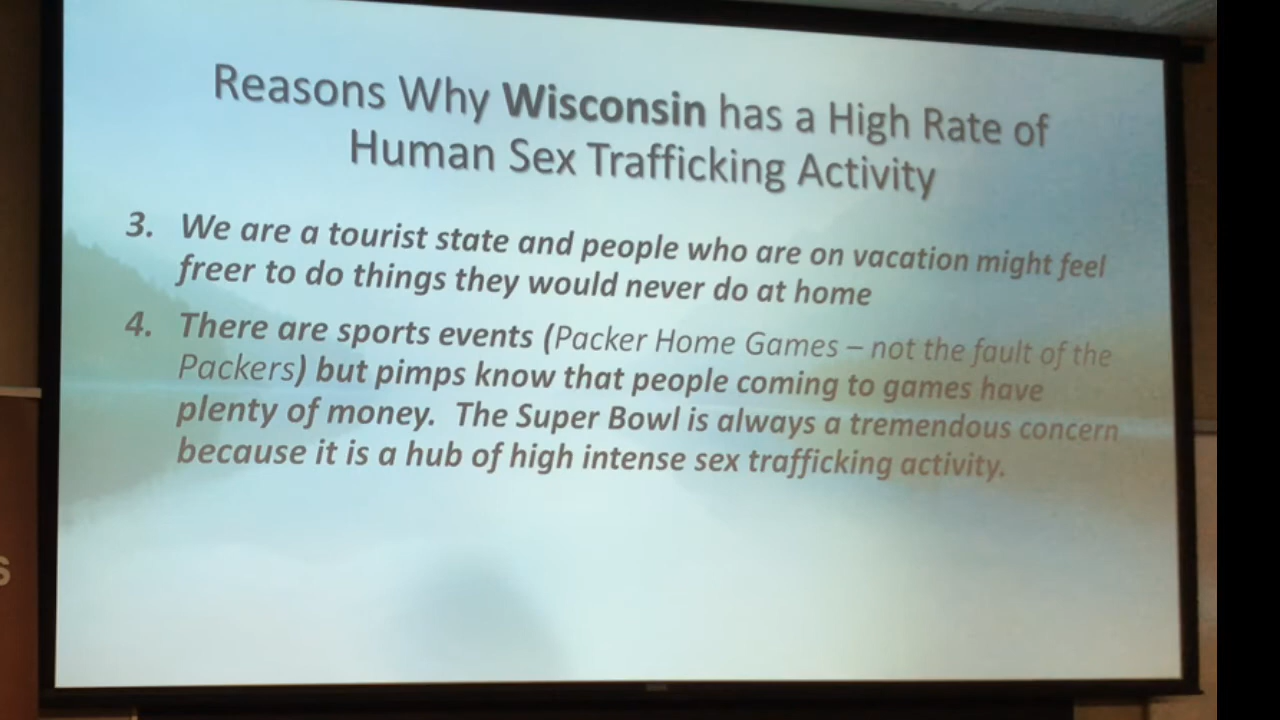 Reasons Why Wisconsin has a High Rate of
Human Sex Trafficking Activity
3. We are a tourist state and people who are on vacation might feel
freer to do things they would never do at home
4. There are sports events (Packer Home Games – not the fault of the
Packers) but pimps know that people coming to games have
plenty of money. The Super Bowl is always a tremendous concern
because it is a hub of high intense sex trafficking activity.
s